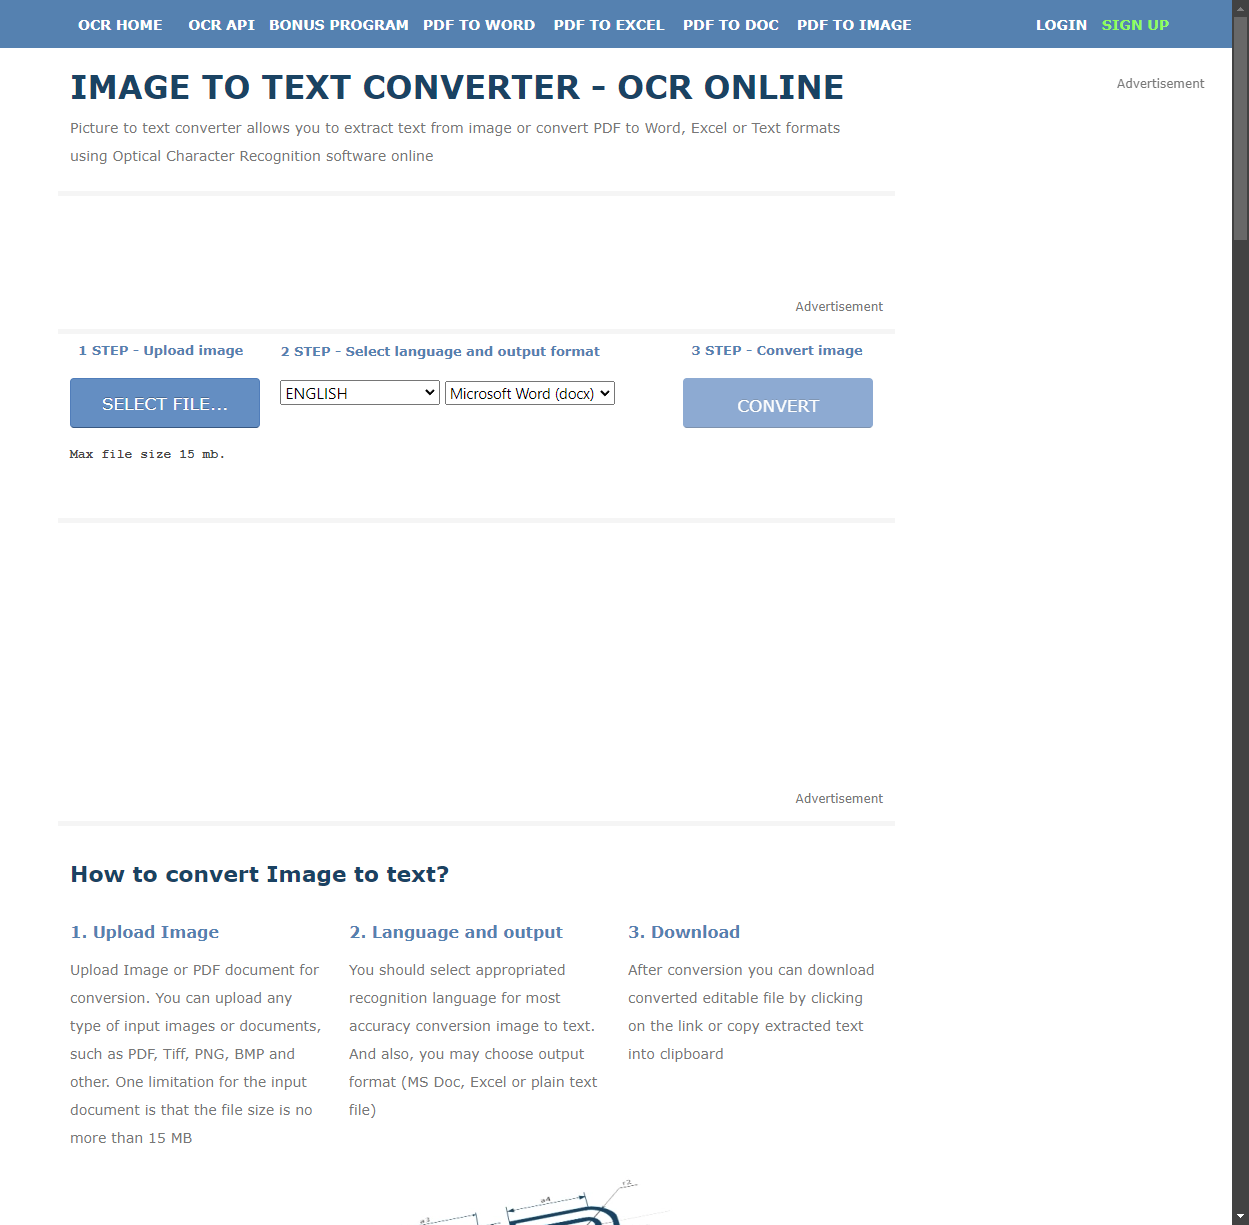 OCR HOME OCR API BONUS PROGRAM PDF TO WORD PDF TO EXCEL PDF TO DOC PDF TO IMAGE LOGIN SIGN UP
IMAGE TO TEXT CONVERTER - OCR ONLINE
Advertisement
Picture to text converter allows you to extract text from image or convert PDF to Word, Excel or Text formats
using Optical Character Recognition software online
Advertisement
1 STEP - Upload image
SELECT FILE...
Max file size 15 mb.
2 STEP - Select language and output format
ENGLISH Microsoft Word (docx)
3 STEP - Convert image
CONVERT
Advertisement
How to convert Image to text?
1. Upload Image
Upload Image or PDF document for
conversion. You can upload any
type of input images or documents,
such as PDF, Tiff, PNG, BMP and
other. One limitation for the input
document is that the file size is no
more than 15 MB
2. Language and output
You should select appropriated
recognition language for most
accuracy conversion image to text.
And also, you may choose output
format (MS Doc, Excel or plain text
file)
3. Download
After conversion you can download
converted editable file by clicking
on the link or copy extracted text
into clipboard
a4
r2